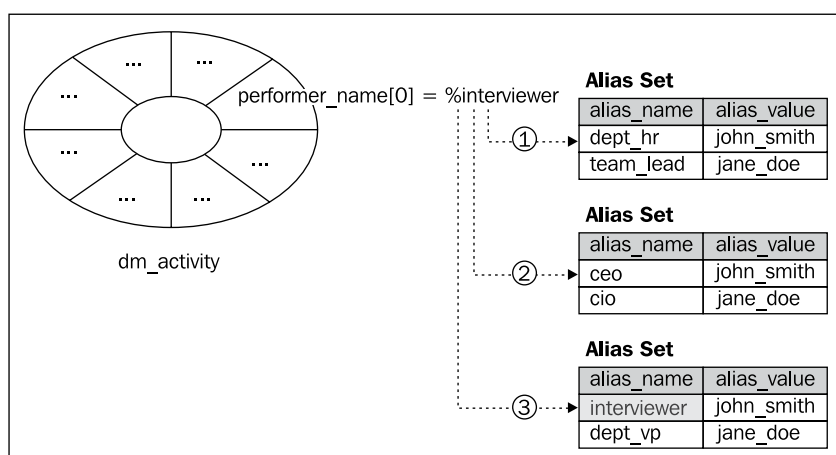 ... ...
... performer_name[0] = %interviewer
... ...
... ...
dm_activity
Alias Set
alias_name alias_value
① dept_hr john_smith
team_lead jane_doe
Alias Set
alias_name alias_value
② ceo john_smith
cio jane_doe
Alias Set
alias_name alias_value
③ interviewer john_smith
dept_vp jane_doe